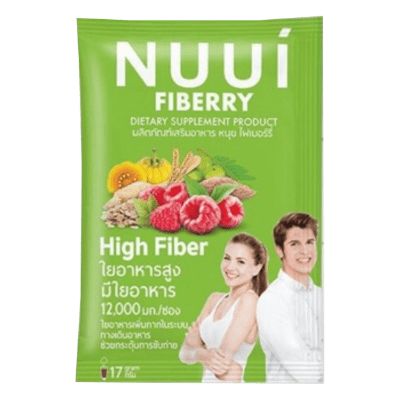 NUUI
FIBERRY
DIETARY SUPPLEMENT PRODUCT
ผลิตภัณฑ์เสริมอาหาร หนุย ไฟเบอร์รี่
High Fiber
ใยอาหารสูง
มีใยอาหาร
12,000 มก./ซอง
ใยอาหารเพิ่มกากในระบบ
ทางเดินอาหาร
ช่วยกระตุ้นการขับถ่าย
17 กรัม